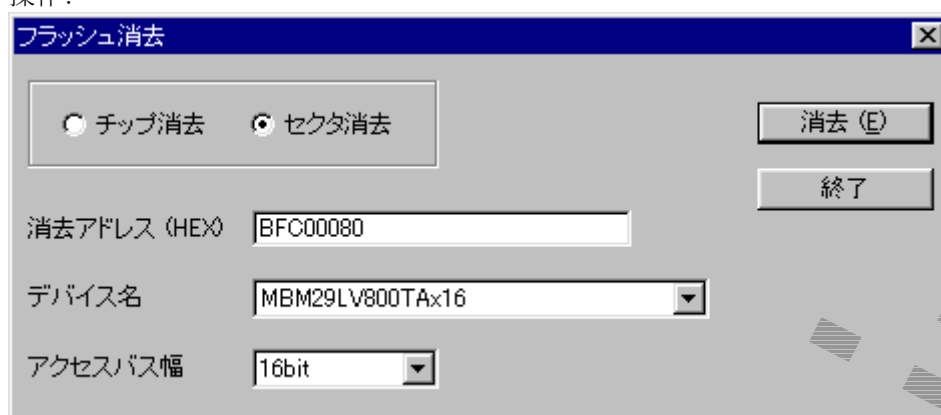 操作：
フラッシュ消去
チップ消去 セクタ消去
消去 (E)
終了
消去アドレス (HEX) BFC00080
デバイス名 MBM29LV800TAx16
アクセスバス幅 16bit